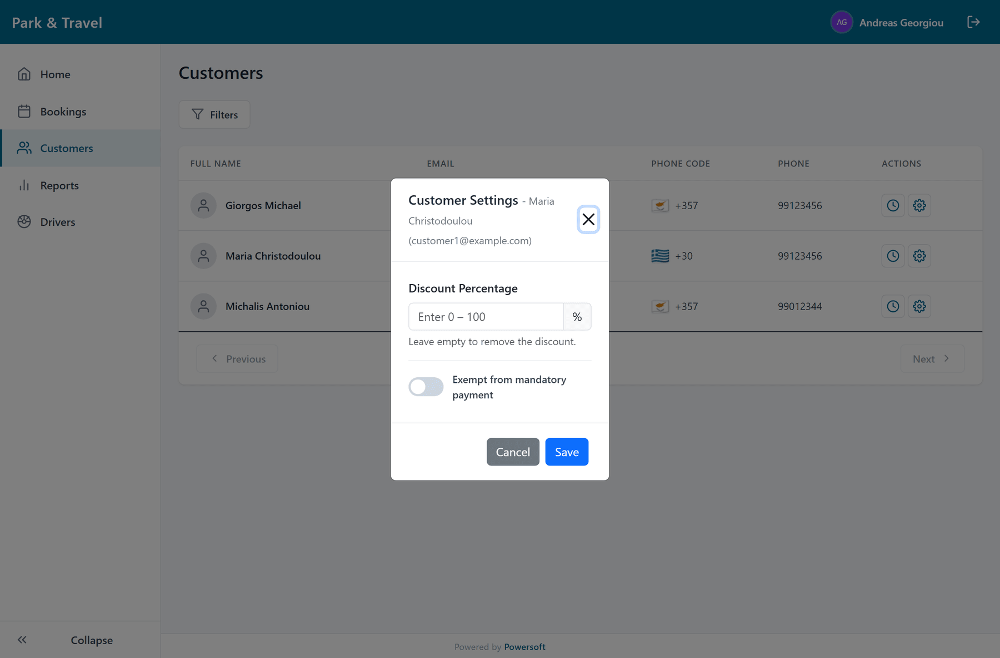 Park & Travel
AG
Andreas Georgiou
Home
Bookings
Customers
Reports
Drivers
Collapse
Customers
Filters
FULL NAME
EMAIL
PHONE CODE
PHONE
ACTIONS
Giorgos Michael
+357
99123456
Maria Christodoulou
+30
99123456
Michalis Antoniou
+357
99012344
Previous
Next
Customer Settings - Maria
Christodoulou
(customer1@example.com)
Discount Percentage
Enter 0 – 100
%
Leave empty to remove the discount.
Exempt from mandatory
payment
Cancel
Save
Powered by Powersoft